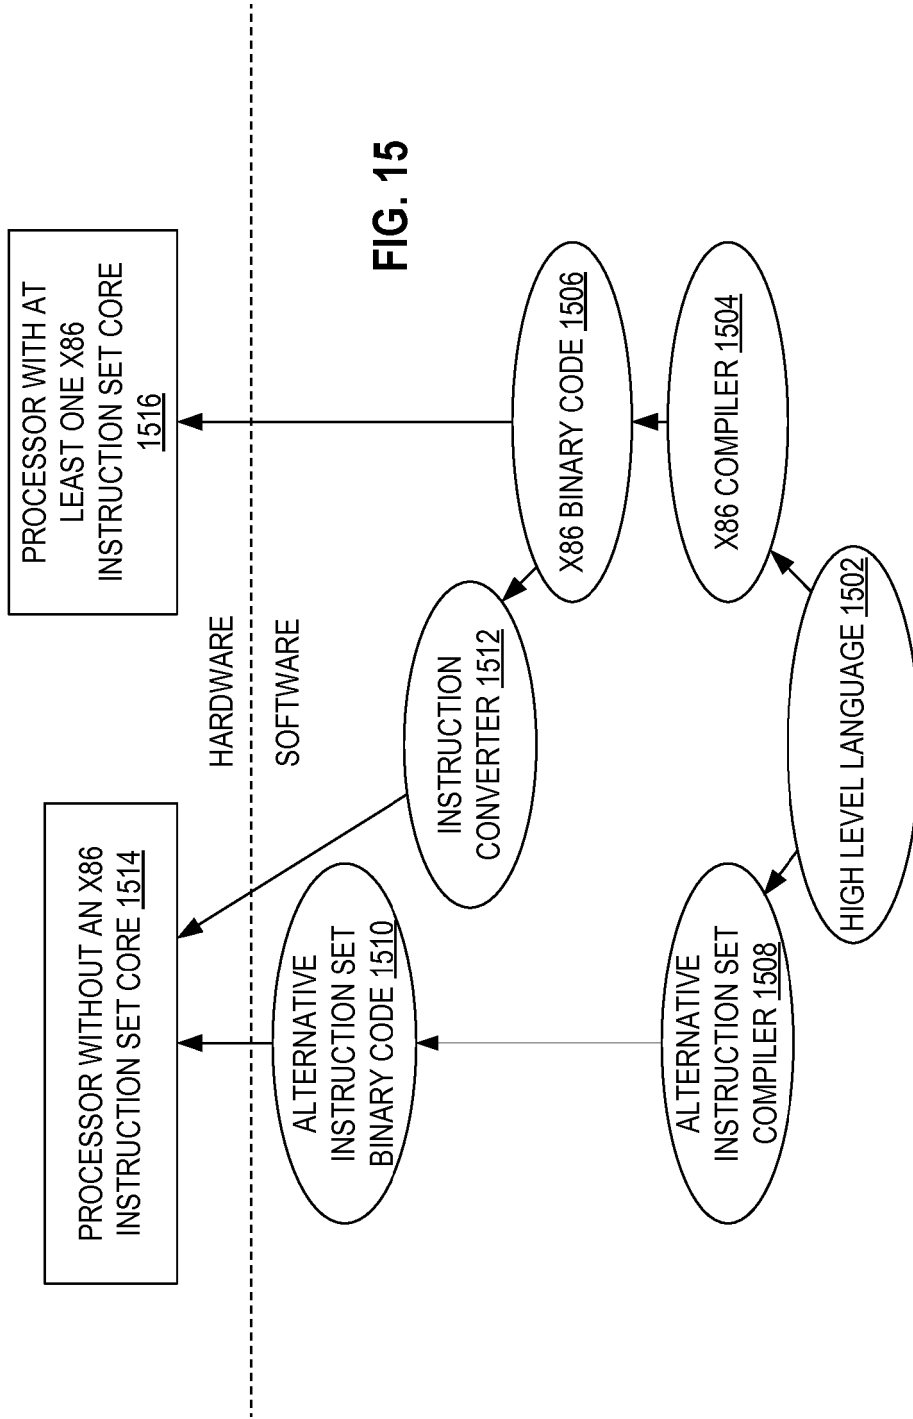 PROCESSOR WITHOUT AN X86
INSTRUCTION SET CORE 1514
PROCESSOR WITH AT
LEAST ONE X86
INSTRUCTION SET CORE
1516
HARDWARE
SOFTWARE
ALTERNATIVE
INSTRUCTION SET
BINARY CODE 1510
INSTRUCTION
CONVERTER 1512
FIG. 15
X86 BINARY CODE 1506
ALTERNATIVE
INSTRUCTION SET
COMPILER 1508
X86 COMPILER 1504
HIGH LEVEL LANGUAGE 1502